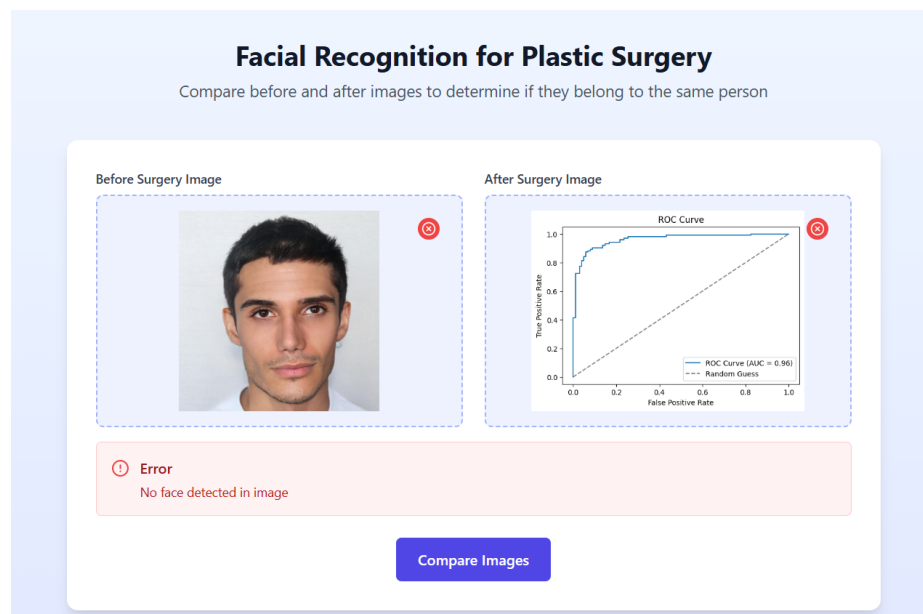 Facial Recognition for Plastic Surgery
Compare before and after images to determine if they belong to the same person
Before Surgery Image
After Surgery Image
ROC Curve
1.0
0.8
0.6
0.4
0.2
0.0
True Positive Rate
ROC Curve (AUC = 0.96)
Random Guess
0.0 0.2 0.4 0.6 0.8 1.0
False Positive Rate
Error
No face detected in image
Compare Images